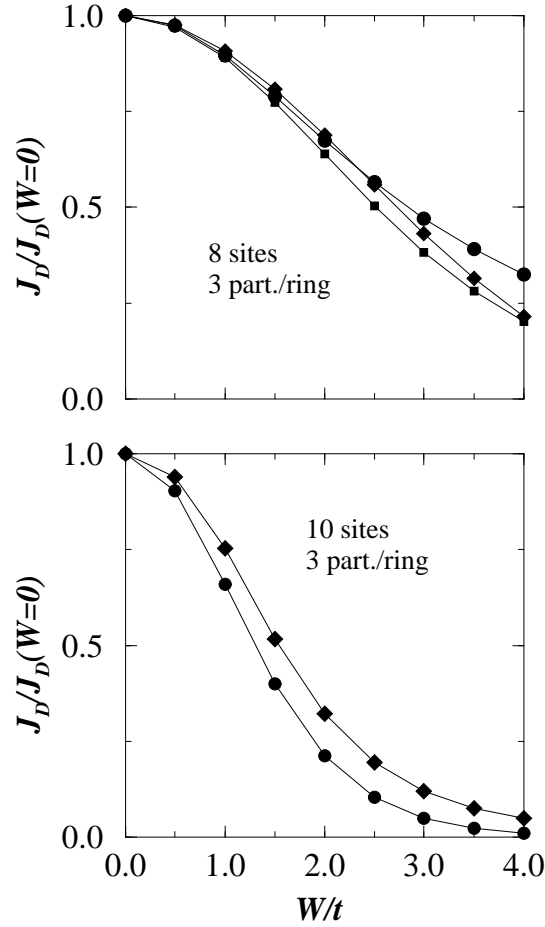 1.0
0.5
0.0
J_D/J_D(W=0)
8 sites
3 part./ring
1.0
0.5
0.0
J_D/J_D(W=0)
10 sites
3 part./ring
0.0 1.0 2.0 3.0 4.0
W/t